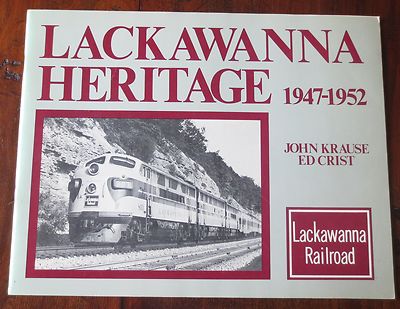 LACKAWANNA
HERITAGE 1947-1952
JOHN KRAUSE
ED CRIST
Lackawanna
Railroad